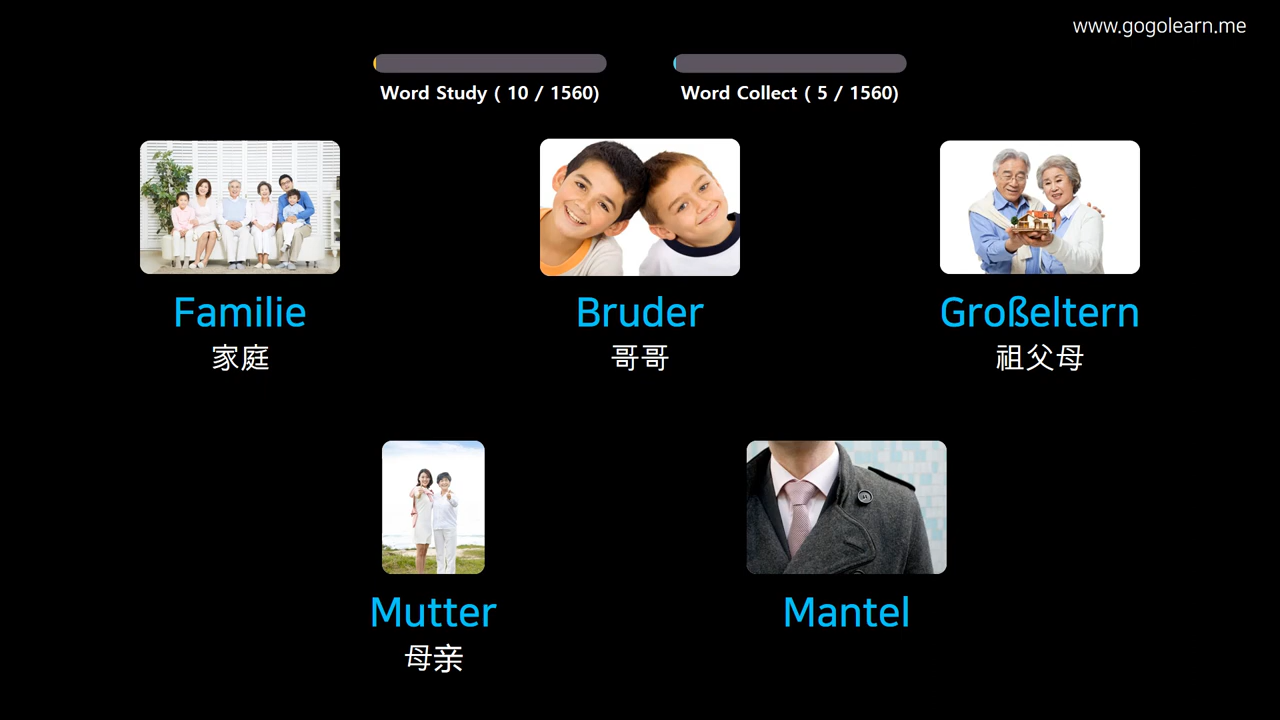 www.gogolearn.me
Word Study ( 10 / 1560)
Word Collect ( 5 / 1560)
Familie
家庭
Bruder
哥哥
Großeltern
祖父母
Mutter
母亲
Mantel